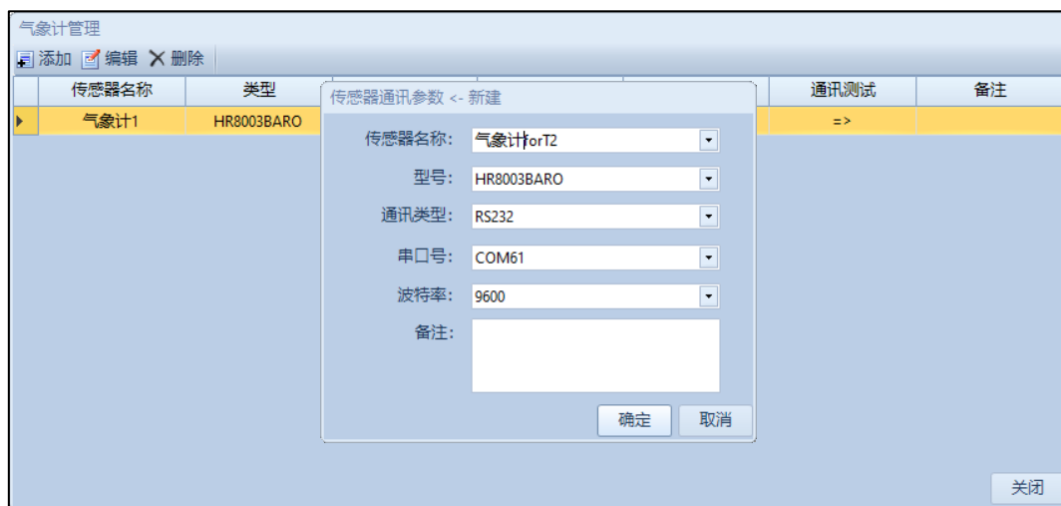 气象计管理
添加 编辑 删除
传感器名称 类型 通讯测试 备注
气象计1 HR8003BARO =>
传感器通讯参数 <- 新建
传感器名称: 气象计forT2
型号: HR8003BARO
通讯类型: RS232
串口号: COM61
波特率: 9600
备注:
确定 取消
关闭